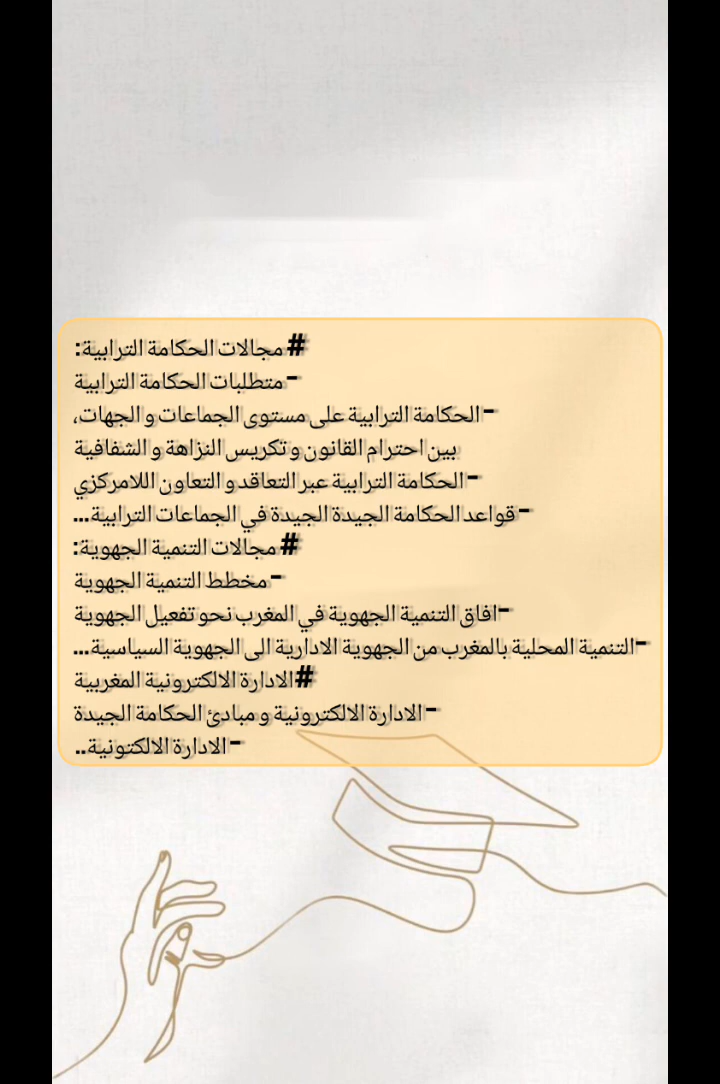 # مجالات الحكامة الترابية:
-متطلبات الحكامة الترابية
-الحكامة الترابية على مستوى الجماعات و الجهات،
بين احترام القانون و تكريس النزاهة و الشفافية
-الحكامة الترابية عبر التعاقد و التعاون اللامركزي
-قواعد الحكامة الجيدة الجيدة في الجماعات الترابية...
# مجالات التنمية الجهوية:
-مخطط التنمية الجهوية
-افاق التنمية الجهوية في المغرب نحو تفعيل الجهوية
-التنمية المحلية بالمغرب من الجهوية الادارية الى الجهوية السياسية...
#الادارة الالكترونية المغربية
-الادارة الالكترونية و مبادئ الحكامة الجيدة
-الادارة الالكتونية..